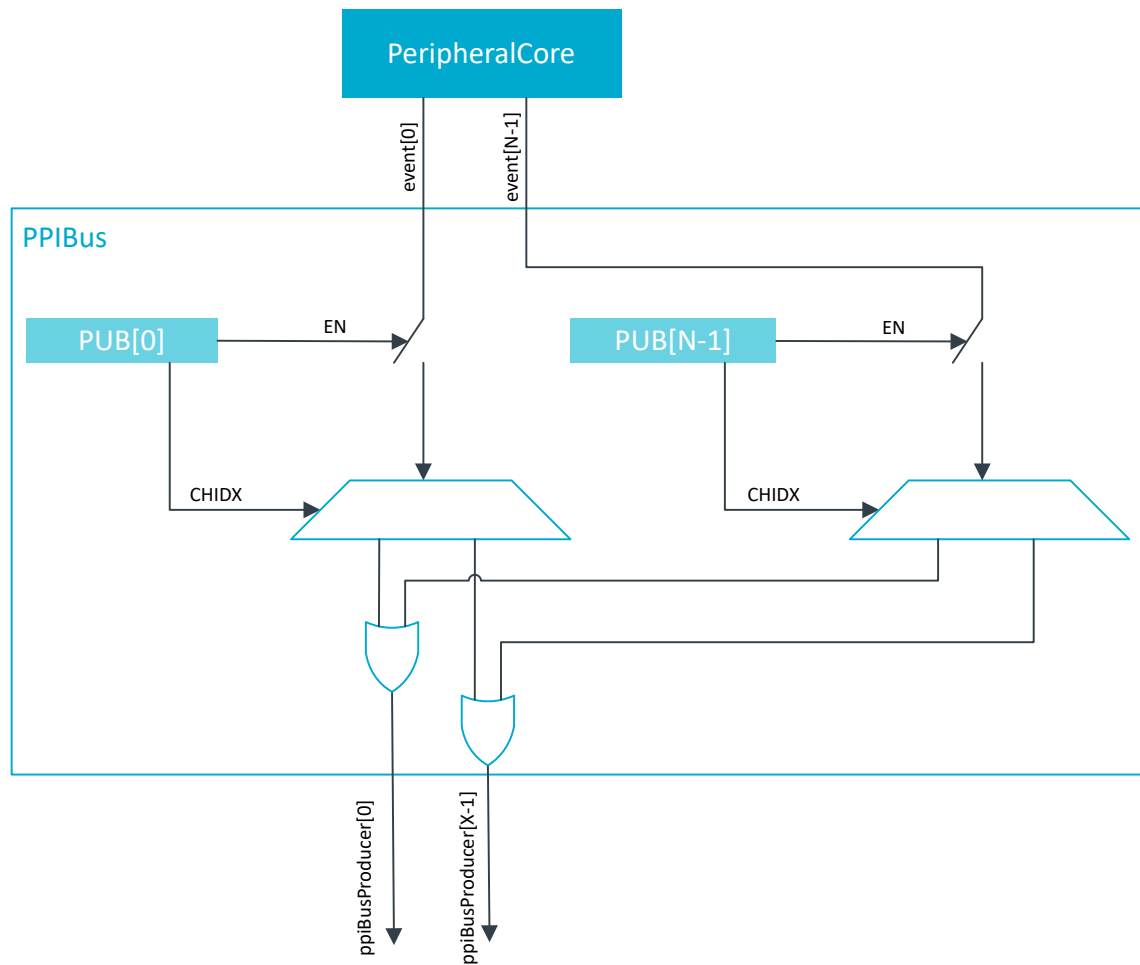 PeripheralCore
event[0]
event[N-1]
PPIBus
PUB[0]
EN
PUB[N-1]
EN
CHIDX
CHIDX
ppiBusProducer[0]
ppiBusProducer[X-1]